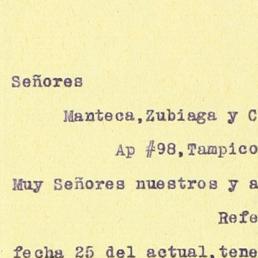 Señores
Manteca,Zubiaga y C
Ap #98,Tampico
Muy Señores nuestros y a
Refe
fecha 25 del actual,tene